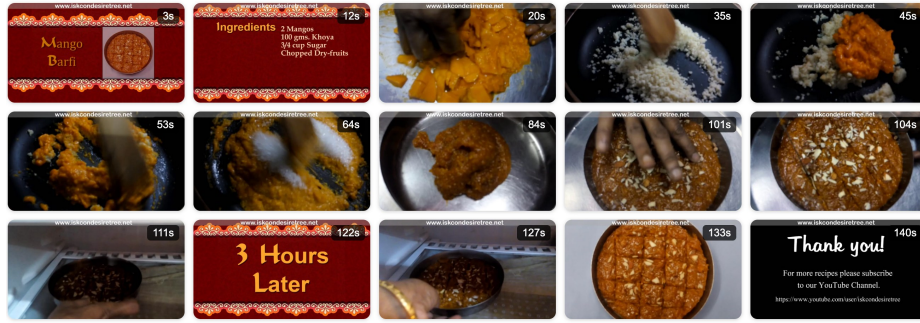 www.iskcondesiretree.net
3s
Mango
Barfi
www.iskcondesiretree.net
12s
Ingredients
2 Mangos
100 gms. Khoya
3/4 cup Sugar
Chopped Dry-fruits
www.iskcondesiretree.net
20s
www.iskcondesiretree.net
35s
www.iskcondesiretree.net
45s
www.iskcondesiretree.net
53s
www.iskcondesiretree.net
64s
www.iskcondesiretree.net
84s
www.iskcondesiretree.net
101s
www.iskcondesiretree.net
104s
www.iskcondesiretree.net
111s
www.iskcondesiretree.net
122s
3 Hours
Later
www.iskcondesiretree.net
127s
www.iskcondesiretree.net
133s
www.iskcondesiretree.net
140s
Thank you!
For more recipes please subscribe
to our YouTube Channel.
https://www.youtube.com/user/iskcondesiretree